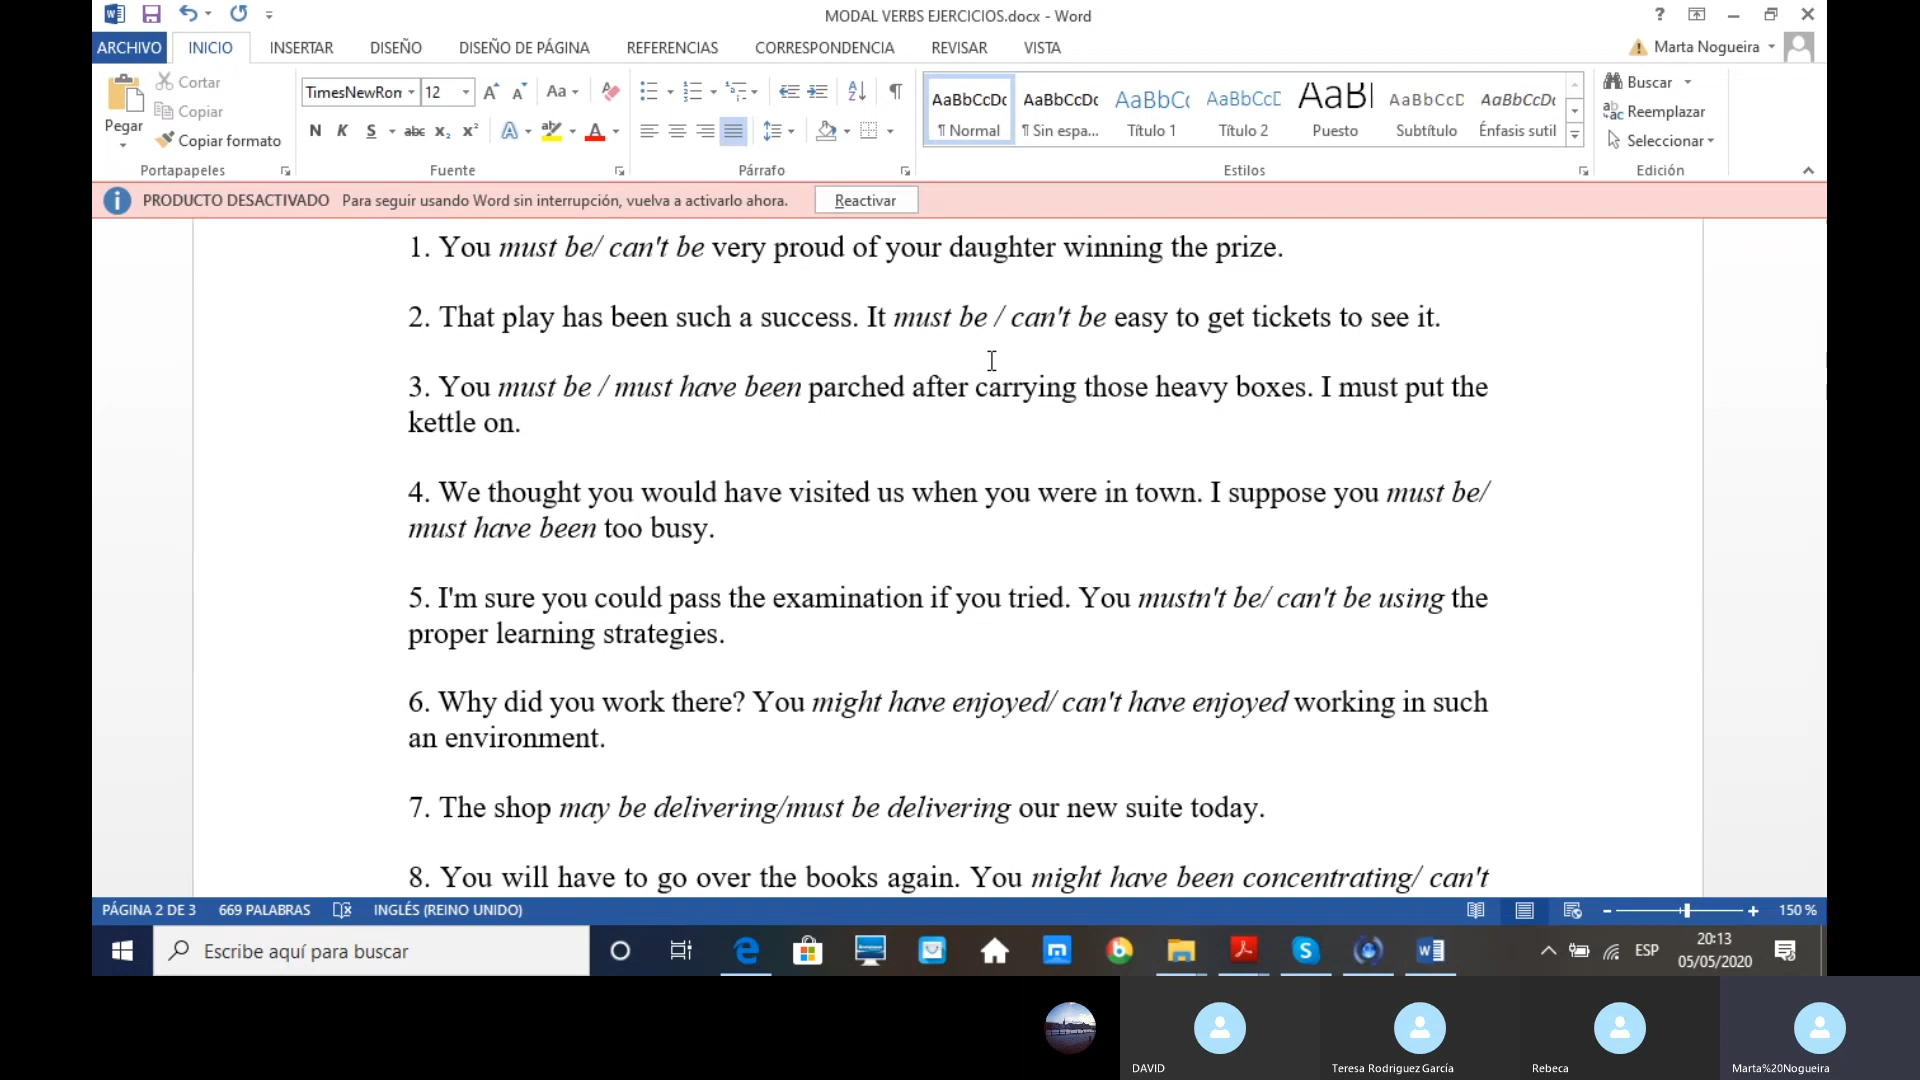 MODAL VERBS EJERCICIOS.docx - Word
?
ARCHIVO INICIO INSERTAR DISEÑO DISEÑO DE PÁGINA REFERENCIAS CORRESPONDENCIA REVISAR VISTA Marta Nogueira
Pegar
Cortar
Copiar
Copiar formato
Portapapeles
TimesNewRon 12 A A Aa
N K S abc x₂ x² A aby A
Fuente
Párrafo
AaBbCcDc AaBbCcDc AaBbCc AaBbCcD AaBl AaBbCcD AaBbCcDc
¶ Normal ¶ Sin espa... Título 1 Título 2 Puesto Subtítulo Énfasis sutil
Estilos
Buscar
Reemplazar
Seleccionar
Edición
PRODUCTO DESACTIVADO Para seguir usando Word sin interrupción, vuelva a activarlo ahora. Reactivar
1. You must be/ can't be very proud of your daughter winning the prize.
2. That play has been such a success. It must be / can't be easy to get tickets to see it.
3. You must be / must have been parched after carrying those heavy boxes. I must put the
kettle on.
4. We thought you would have visited us when you were in town. I suppose you must be/
must have been too busy.
5. I'm sure you could pass the examination if you tried. You mustn't be/ can't be using the
proper learning strategies.
6. Why did you work there? You might have enjoyed/ can't have enjoyed working in such
an environment.
7. The shop may be delivering/must be delivering our new suite today.
8. You will have to go over the books again. You might have been concentrating/ can't
PÁGINA 2 DE 3 669 PALABRAS INGLÉS (REINO UNIDO) 150 %
Escribe aquí para buscar
ESP
20:13
05/05/2020
DAVID Teresa Rodriguez García Rebeca Marta%20Nogueira